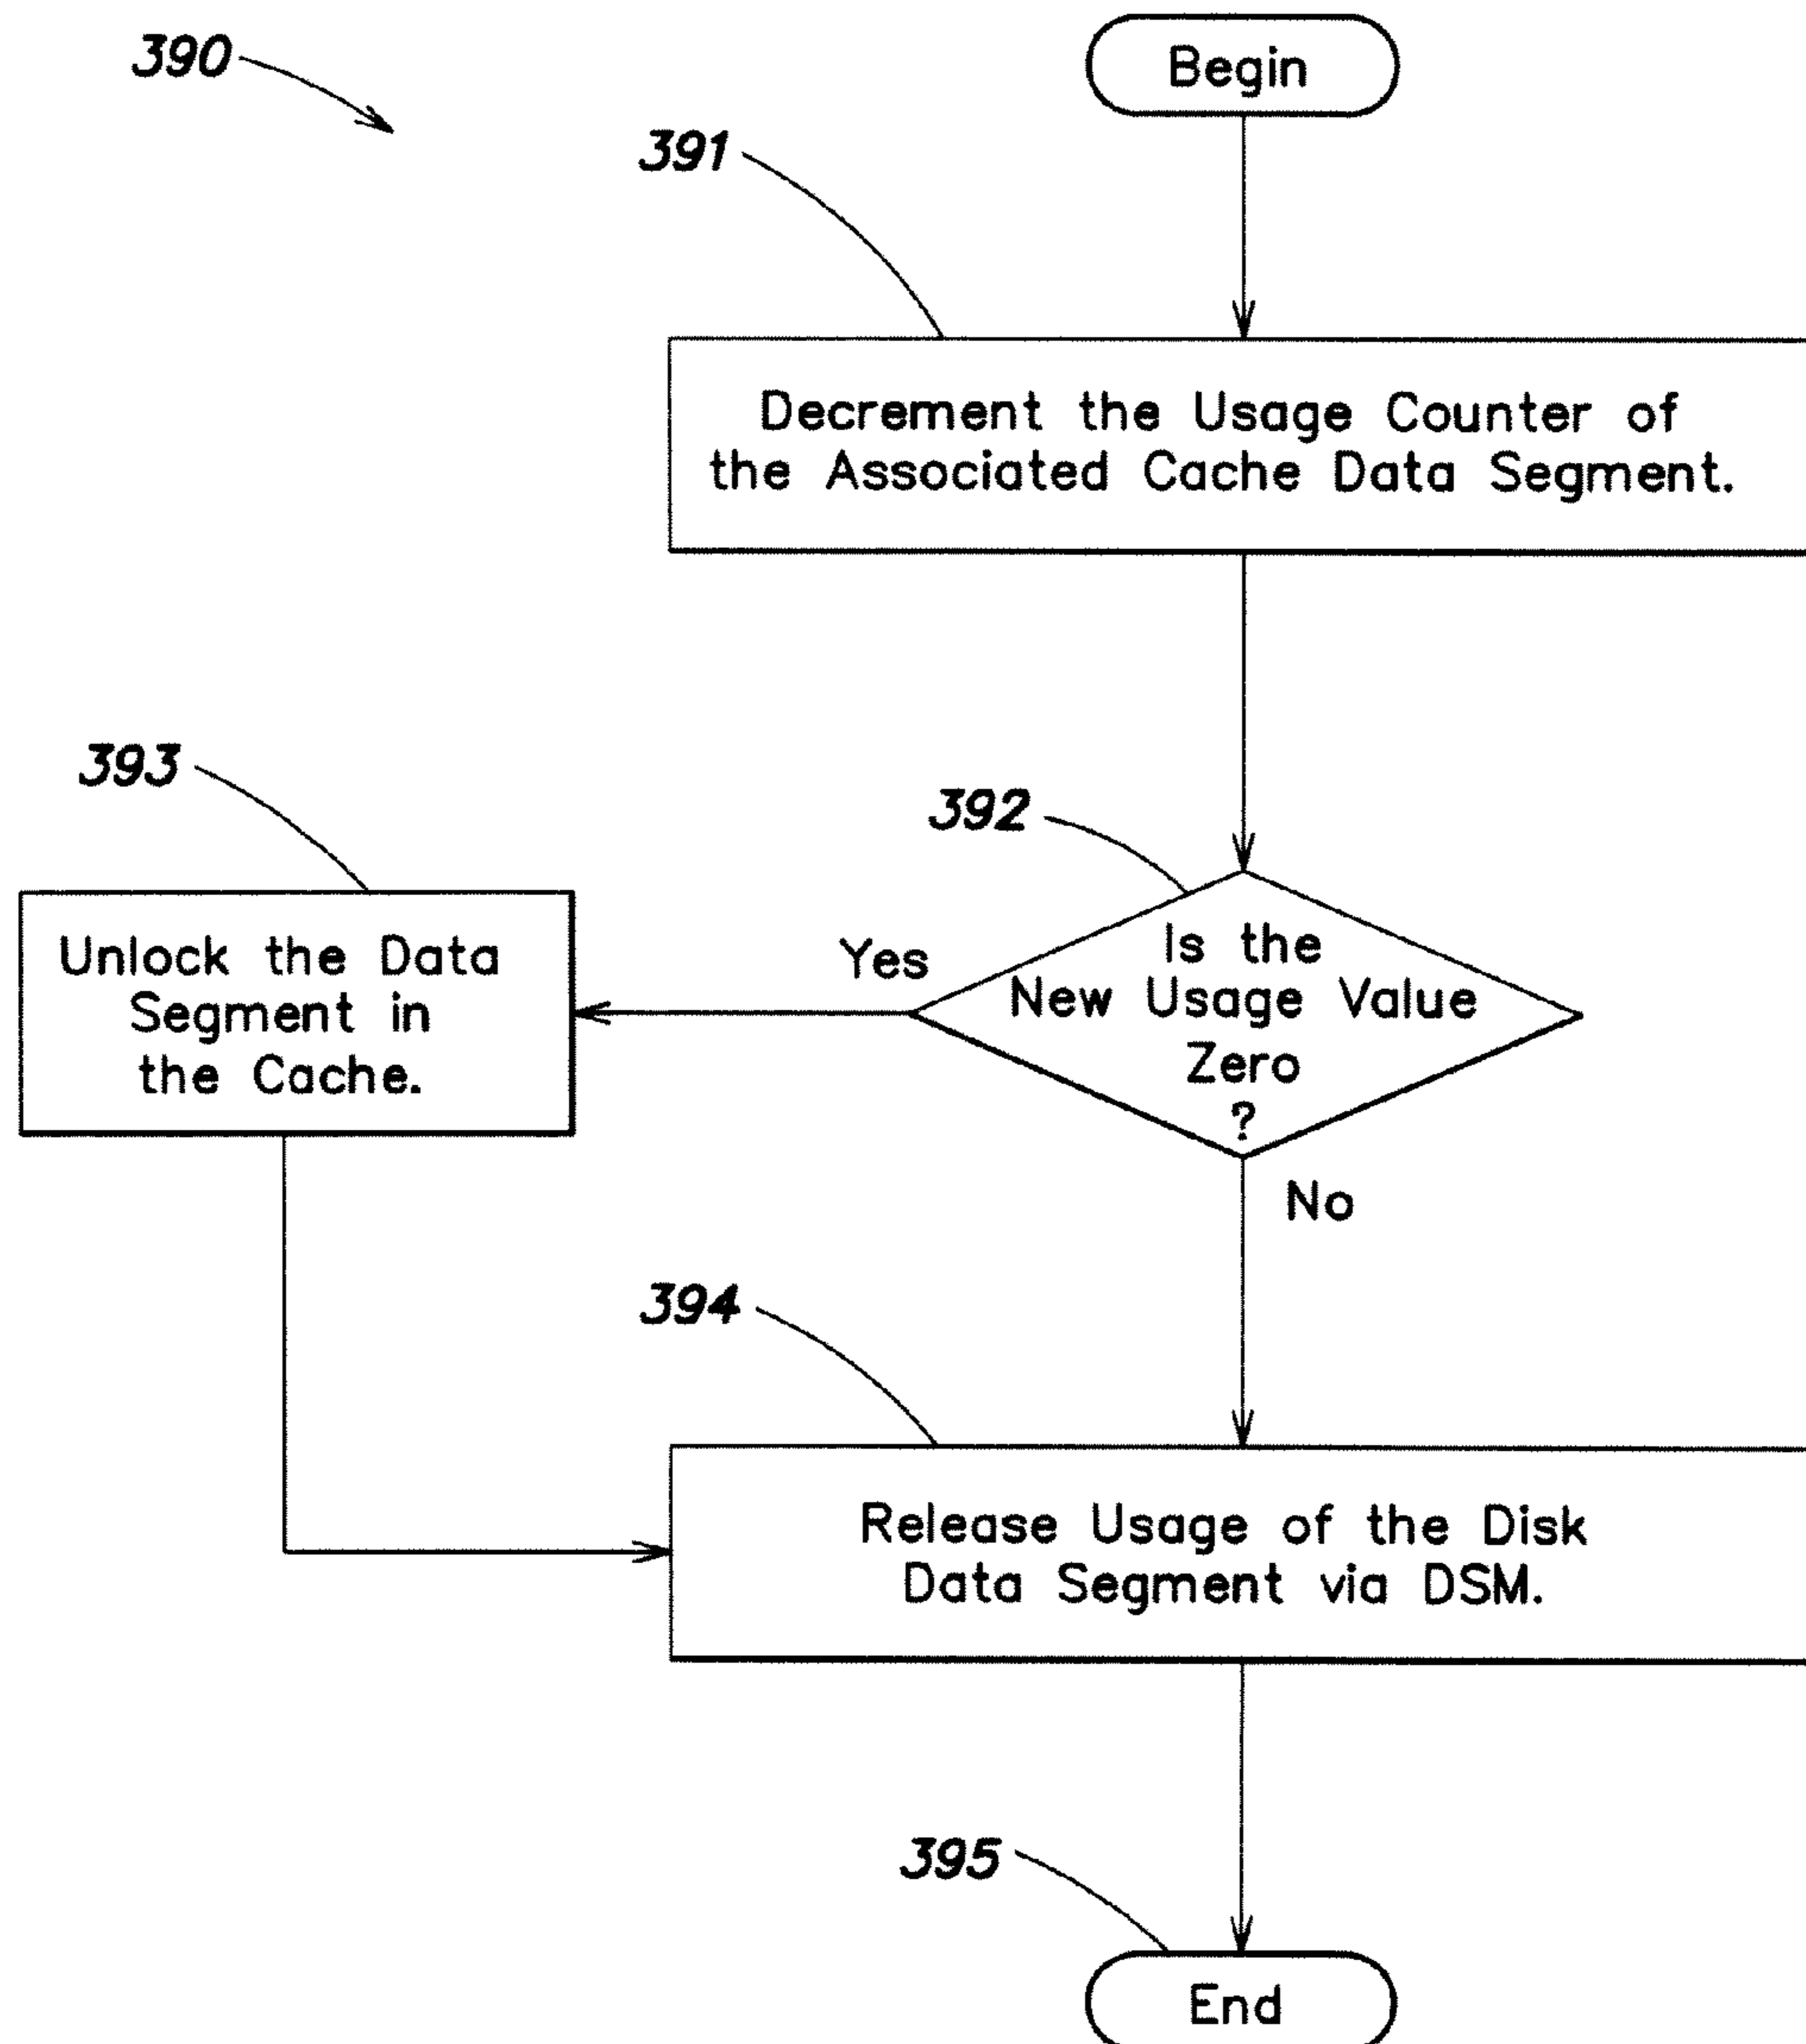 390
Begin
391
Decrement the Usage Counter of
the Associated Cache Data Segment.
393
392
Unlock the Data
Segment in
the Cache.
Yes
Is the
New Usage Value
Zero
?
No
394
Release Usage of the Disk
Data Segment via DSM.
395
End